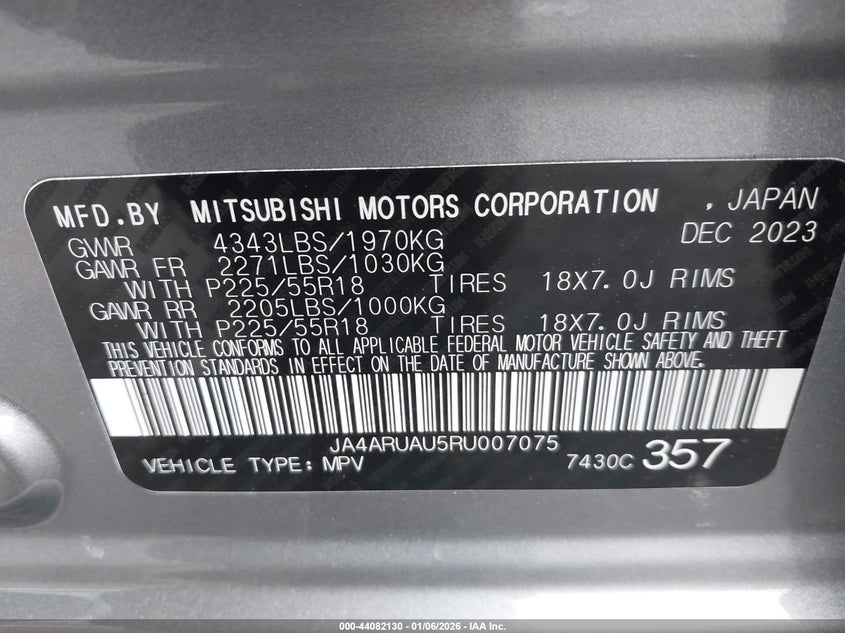 MFD.BY MITSUBISHI MOTORS CORPORATION , JAPAN
GVWR 4343LBS/1970KG DEC 2023
GAWR FR 2271LBS/1030KG
WITH P225/55R18 TIRES 18X7.0J RIMS
GAWR RR 2205LBS/1000KG
WITH P225/55R18 TIRES 18X7.0J RIMS
THIS VEHICLE CONFORMS TO ALL APPLICABLE FEDERAL MOTOR VEHICLE SAFETY AND THEFT
PREVENTION STANDARDS IN EFFECT ON THE DATE OF MANUFACTURE SHOWN ABOVE.
JA4ARUAU5RU007075
VEHICLE TYPE: MPV 7430C 357
000-44082130 - 01/06/2026 - IAA Inc.